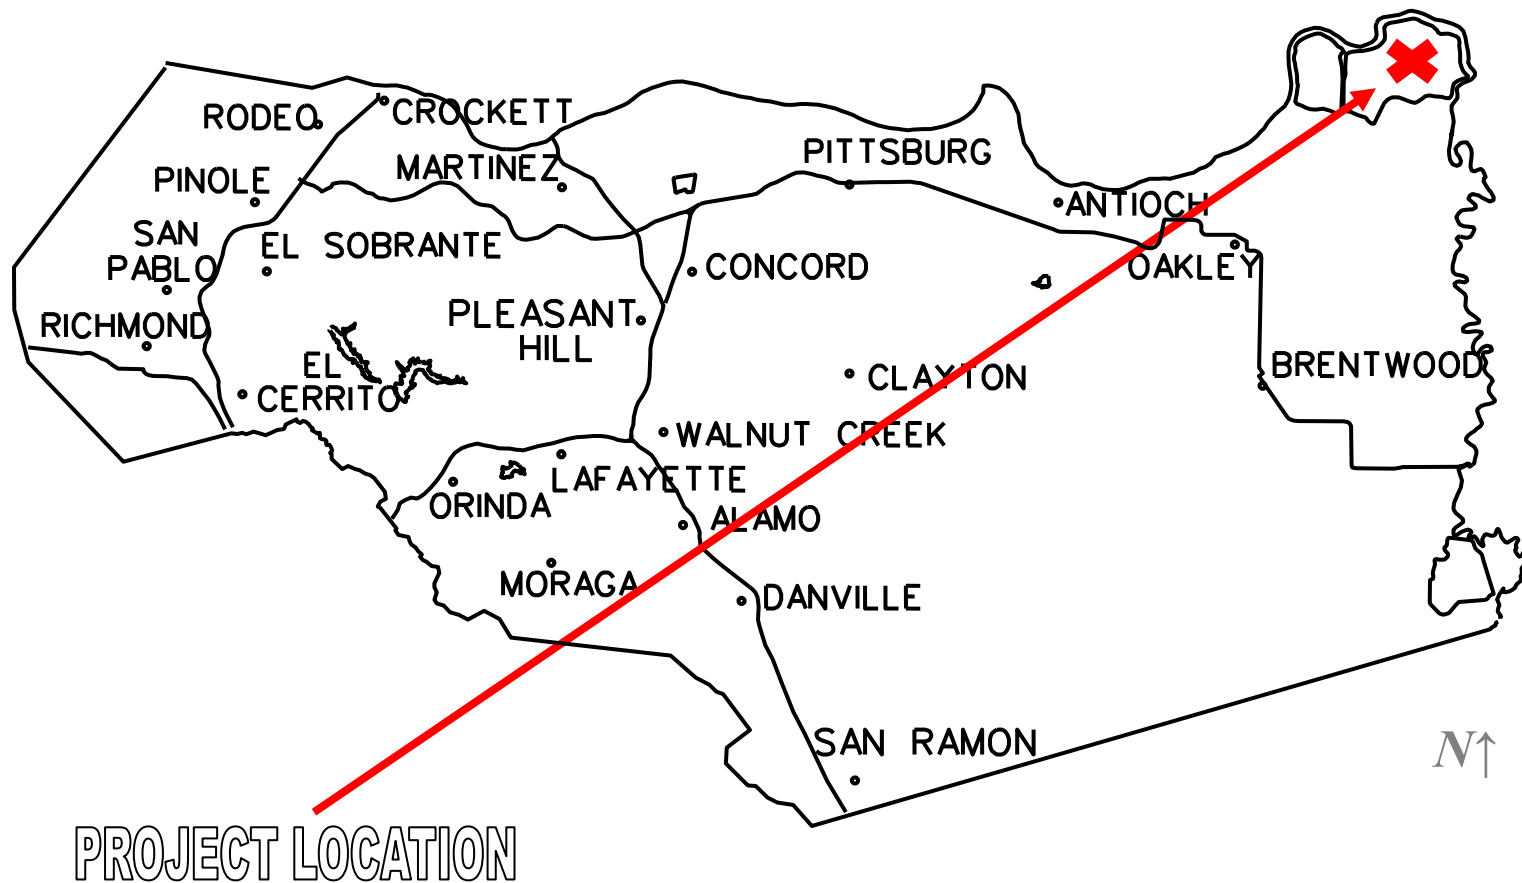 RODEO
CROCKETT
PITTSBURG
PINOLE
MARTINEZ
ANTIOCH
SAN
PABLO
EL SOBRANTE
CONCORD
OAKLEY
RICHMOND
PLEASANT
HILL
EL
CERRITO
CLAYTON
BRENTWOOD
WALNUT CREEK
LAFAYETTE
ORINDA
ALAMO
MORAGA
DANVILLE
SAN RAMON
N↑
PROJECT LOCATION